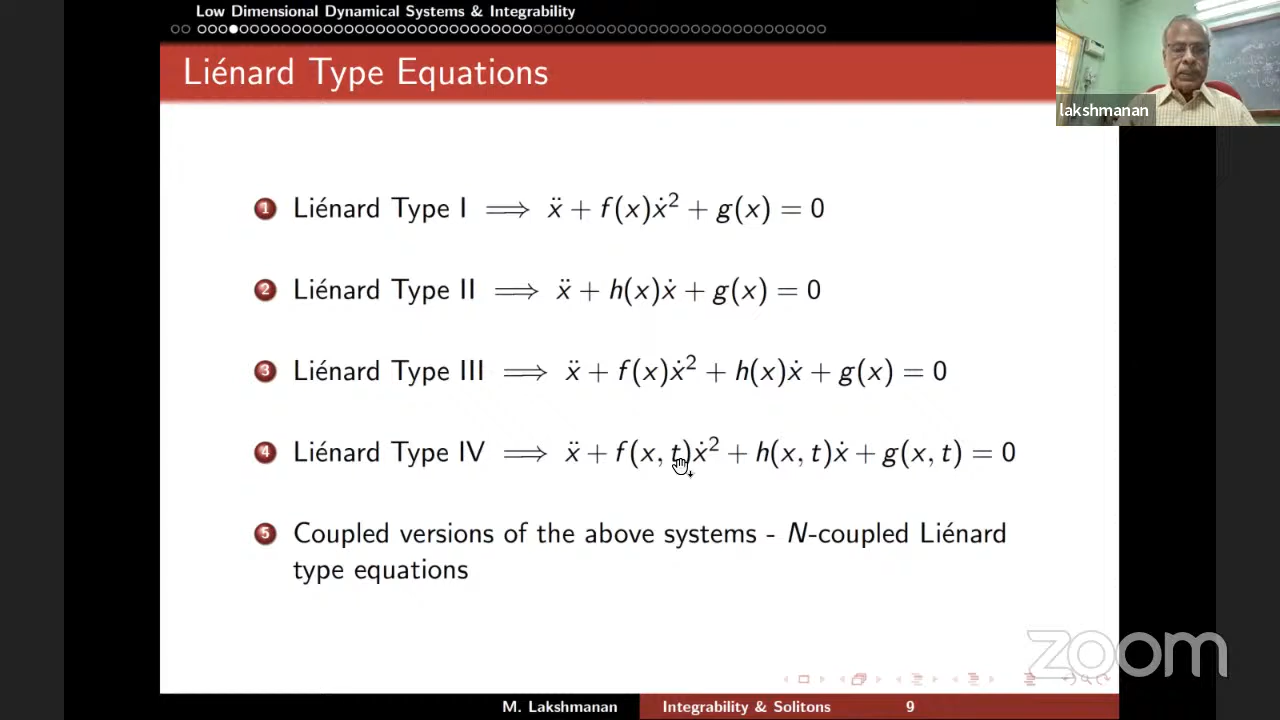 Low Dimensional Dynamical Systems & Integrability
Liénard Type Equations
lakshmanan
1 Liénard Type I ⟹ ẍ + f(x)ẋ² + g(x) = 0
2 Liénard Type II ⟹ ẍ + h(x)ẋ + g(x) = 0
3 Liénard Type III ⟹ ẍ + f(x)ẋ² + h(x)ẋ + g(x) = 0
4 Liénard Type IV ⟹ ẍ + f(x, t)ẋ² + h(x, t)ẋ + g(x, t) = 0
5 Coupled versions of the above systems - N-coupled Liénard
type equations
zoom
M. Lakshmanan Integrability & Solitons 9